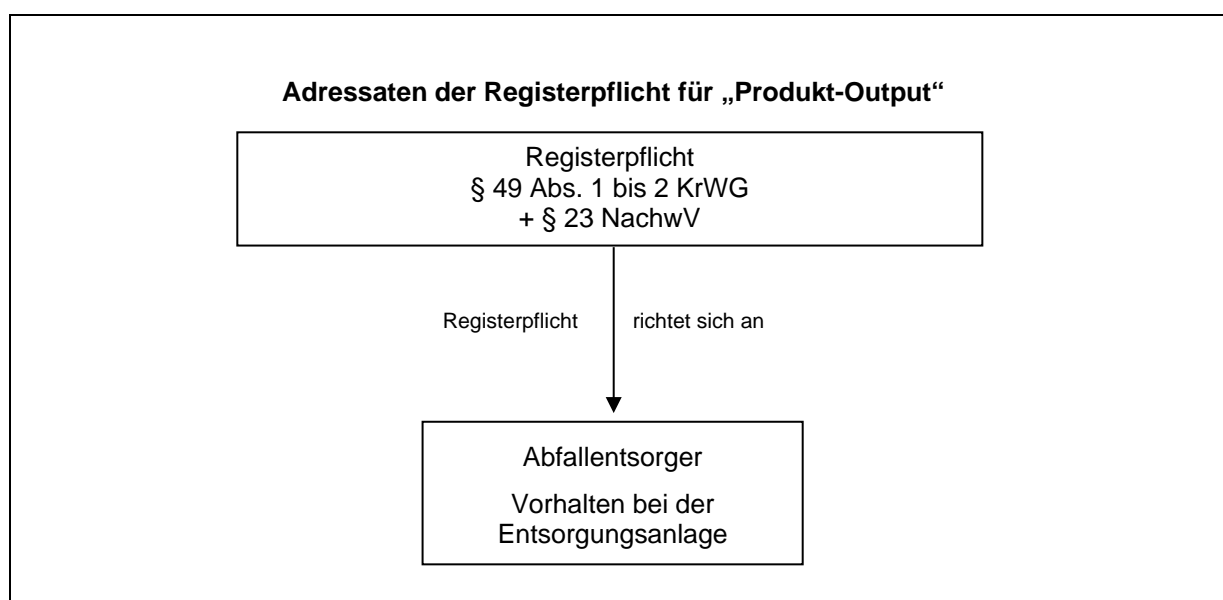 Adressaten der Registerpflicht für „Produkt-Output“
Registerpflicht
§ 49 Abs. 1 bis 2 KrWG
+ § 23 NachwV
Registerpflicht richtet sich an
Abfallentsorger
Vorhalten bei der
Entsorgungsanlage